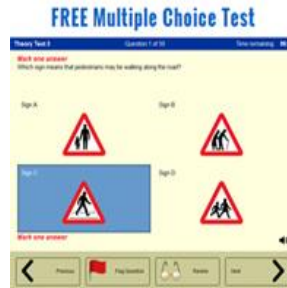 FREE Multiple Choice Test
Theory Test 3
Question 1 of 50
Time remaining
Mark one answer
Which sign means that pedestrians may be walking along the road?
Sign A
Sign B
Sign C
Sign D
Mark one answer
Previous
Flag Question
Review
Next